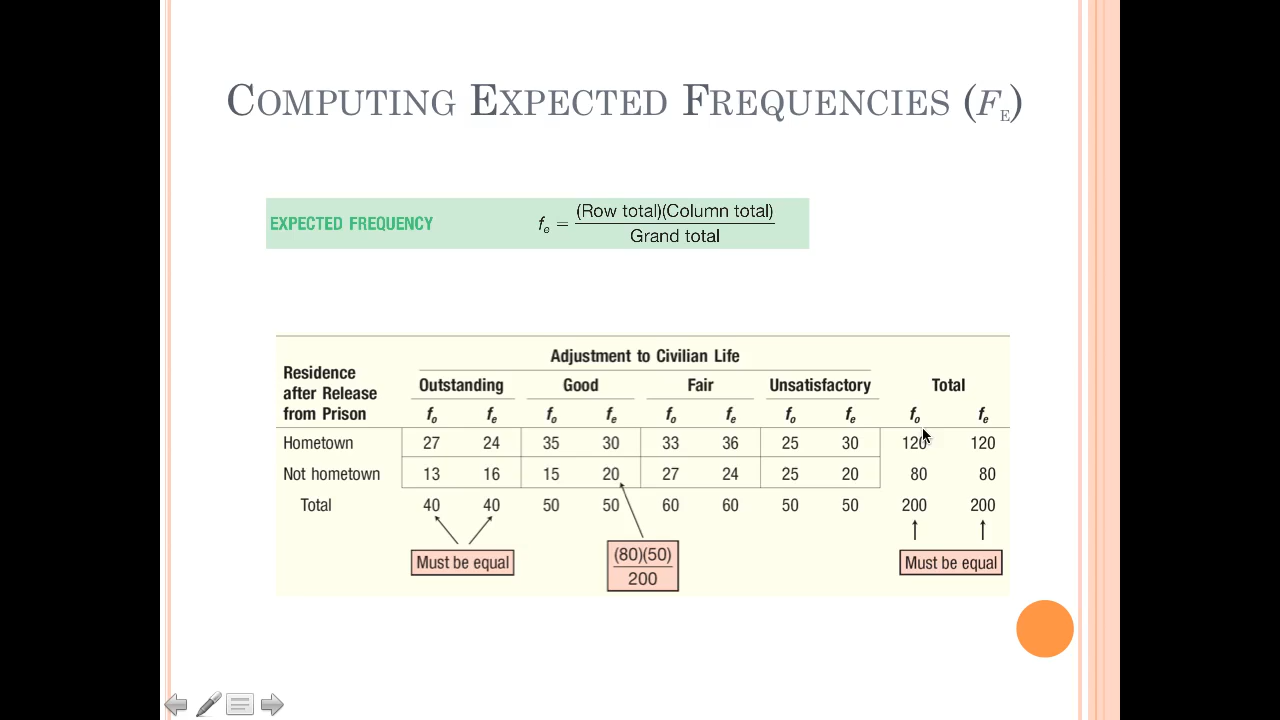 COMPUTING EXPECTED FREQUENCIES (FE)
EXPECTED FREQUENCY fe = (Row total)(Column total) / Grand total
Adjustment to Civilian Life
Residence after Release from Prison Outstanding Good Fair Unsatisfactory Total
fo fe fo fe fo fe fo fe fo fe
Hometown 27 24 35 30 33 36 25 30 120 120
Not hometown 13 16 15 20 27 24 25 20 80 80
Total 40 40 50 50 60 60 50 50 200 200
Must be equal (80)(50) / 200 Must be equal